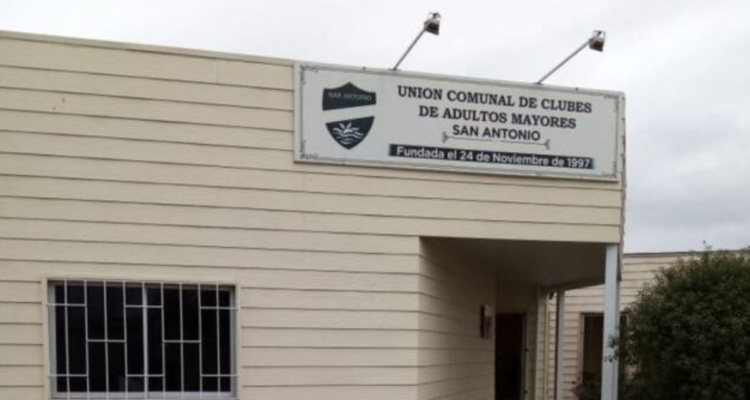 SAN ANTONIO
UNION COMUNAL DE CLUBES
DE ADULTOS MAYORES
SAN ANTONIO
Fundada el 24 de Noviembre de 1997